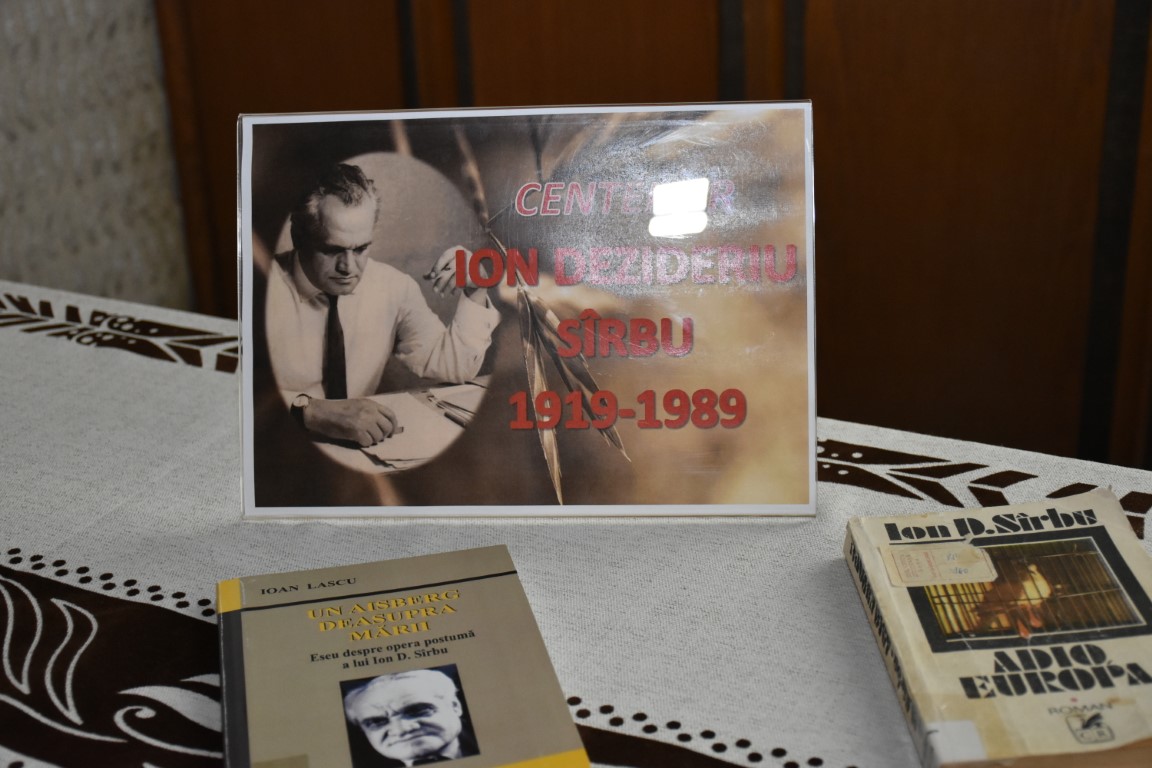 CENTENAR
ION DEZIDERIU
SÎRBU
1919-1989
IOAN LASCU
UN AISBERG
DEASUPRA
MĂRII
Eseu despre opera postumă
a lui Ion D. Sîrbu
Ion D. Sîrbu
ADIO,
EUROPA
ROMAN